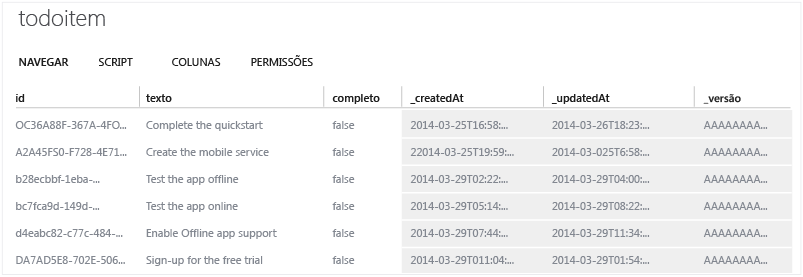 todoitem
NAVEGAR SCRIPT COLUNAS PERMISSÕES
id texto completo _createdAt _updatedAt _versão
OC36A88F-367A-4FO... Complete the quickstart false 2014-03-25T16:58:... 2014-03-26T18:23:... AAAAAAAA...
A2A45FS0-F728-4E71... Create the mobile service false 22014-03-25T19:59:... 2014-03-025T6:58:... AAAAAAAA...
b28ecbbf-1eba-... Test the app offline false 2014-03-29T02:22:... 2014-03-29T04:00:... AAAAAAAA...
bc7fca9d-149d-... Test the app online false 2014-03-29T05:14:... 2014-03-29T08:22:... AAAAAAAA...
d4eabc82-c77c-484-... Enable Offline app support false 2014-03-29T07:44:... 2014-03-29T11:34:... AAAAAAAA...
DA7AD5E8-702E-506... Sign-up for the free trial false 2014-03-29T011:04:... 2014-03-29T01:54:... AAAAAAAA...